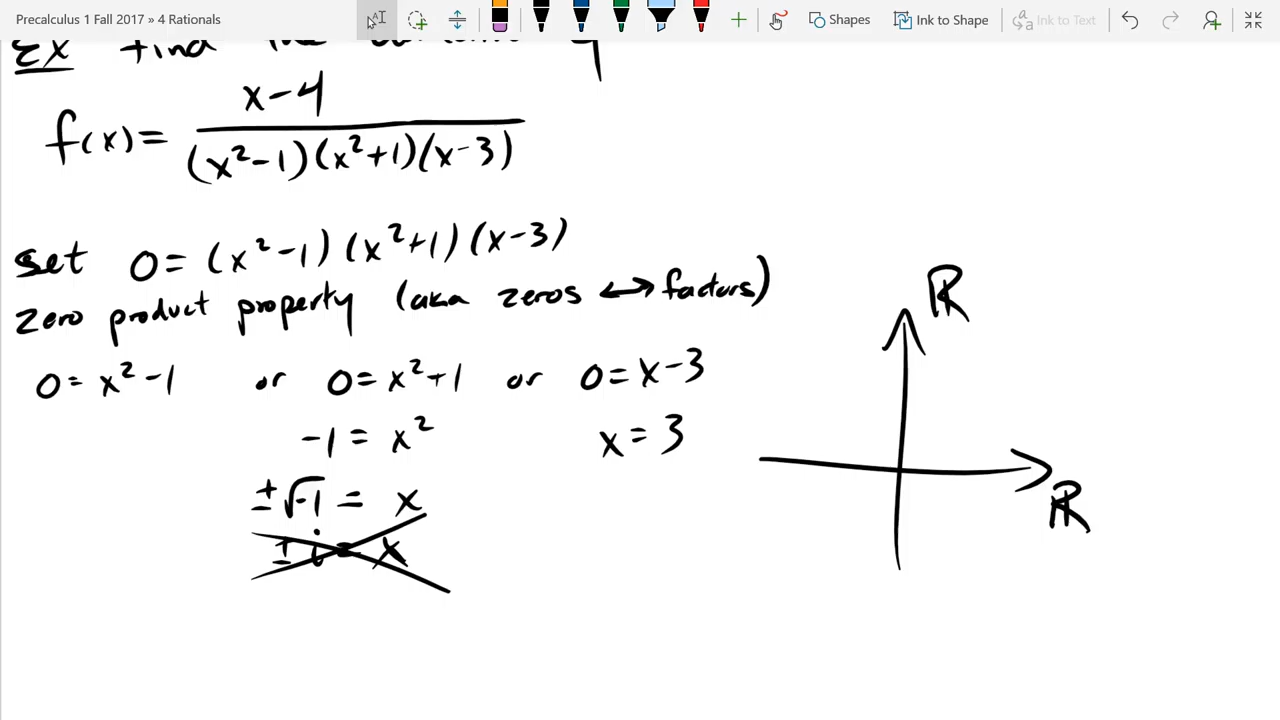 Precalculus 1 Fall 2017 » 4 Rationals
Shapes
Ink to Shape
Ink to Text
Ex find the
f(x) = x-4 / (x²-1)(x²+1)(x-3)
set 0 = (x²-1)(x²+1)(x-3)
zero product property (aka zeros ↔ factors)
0 = x²-1 or 0 = x²+1 or 0 = x-3
-1 = x² x = 3
±√-1 = x
±i = x
ℝ
ℝ